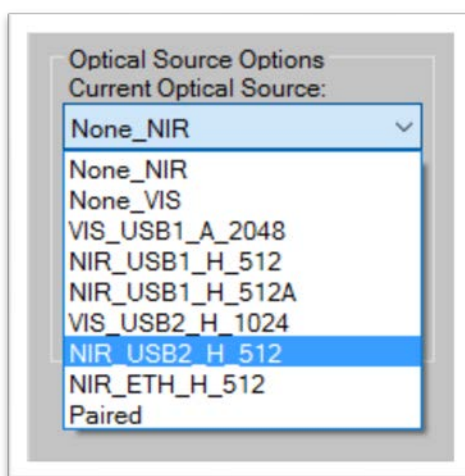 Optical Source Options
Current Optical Source:
None_NIR
None_NIR
None_VIS
VIS_USB1_A_2048
NIR_USB1_H_512
NIR_USB1_H_512A
VIS_USB2_H_1024
NIR_USB2_H_512
NIR_ETH_H_512
Paired